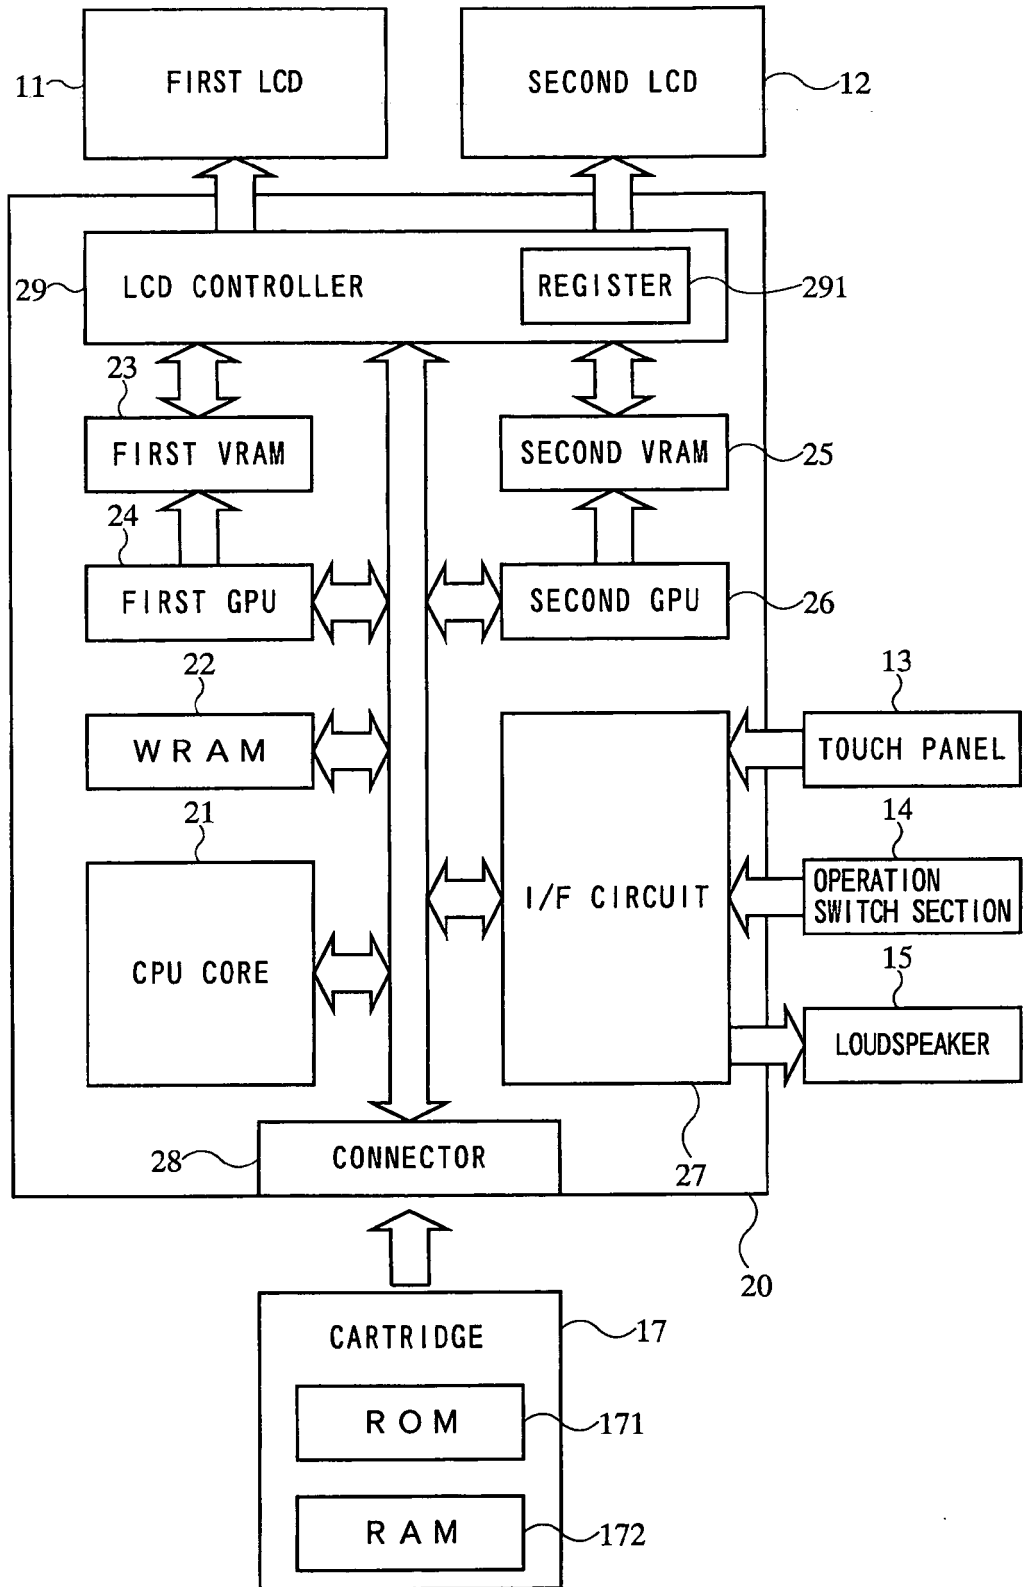 FIRST LCD
SECOND LCD
11
12
LCD CONTROLLER
REGISTER
29
291
23
FIRST VRAM
SECOND VRAM
25
24
FIRST GPU
SECOND GPU
26
22
WRAM
13
TOUCH PANEL
21
14
I/F CIRCUIT
OPERATION
SWITCH SECTION
CPU CORE
15
LOUDSPEAKER
28
CONNECTOR
27
20
CARTRIDGE
17
ROM
171
RAM
172